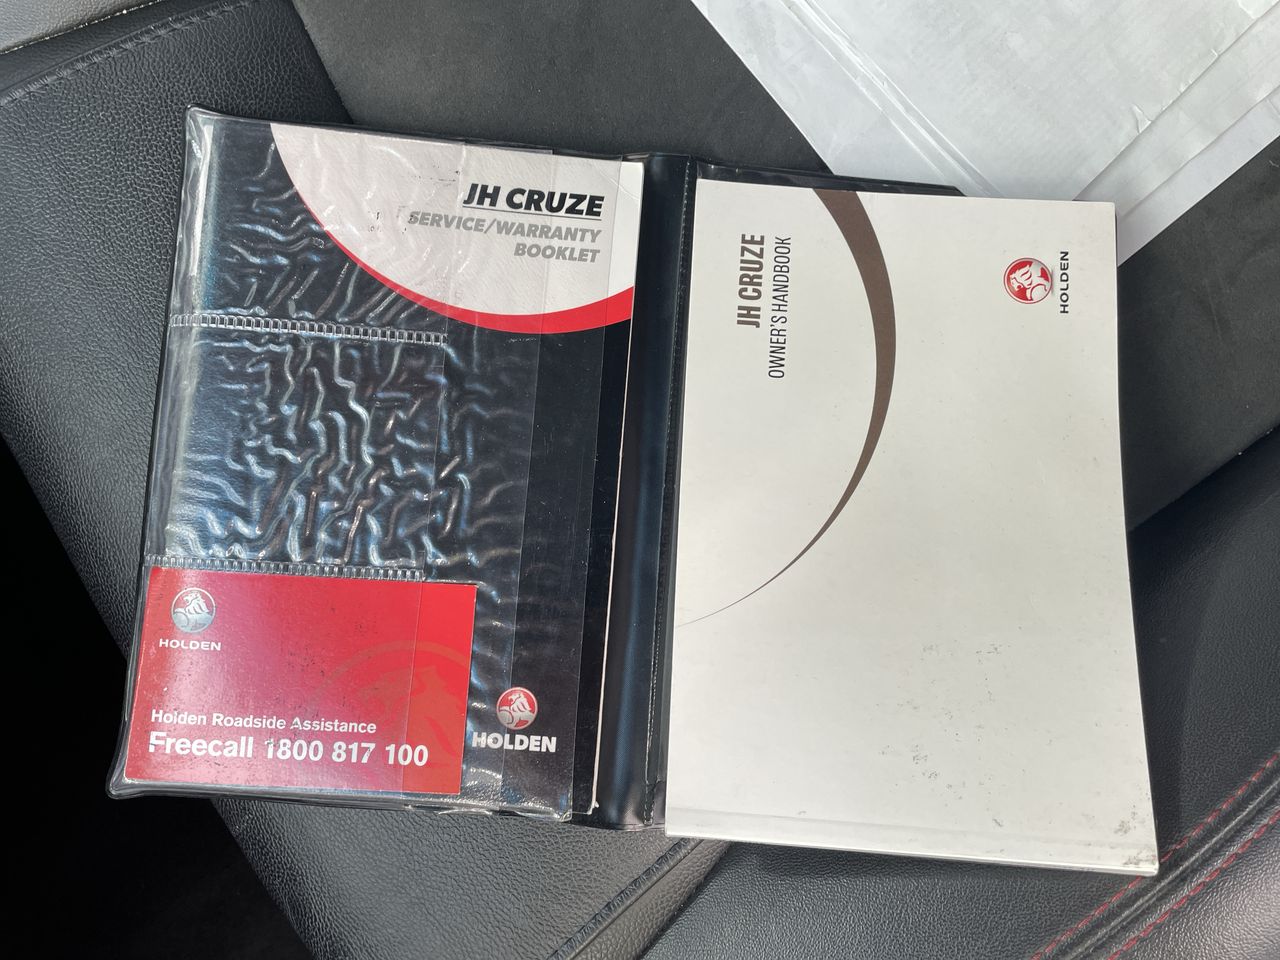 JH CRUZE
SERVICE/WARRANTY
BOOKLET
HOLDEN
Holden Roadside Assistance
Freecall 1800 817 100
HOLDEN
JH CRUZE
OWNER'S HANDBOOK
HOLDEN